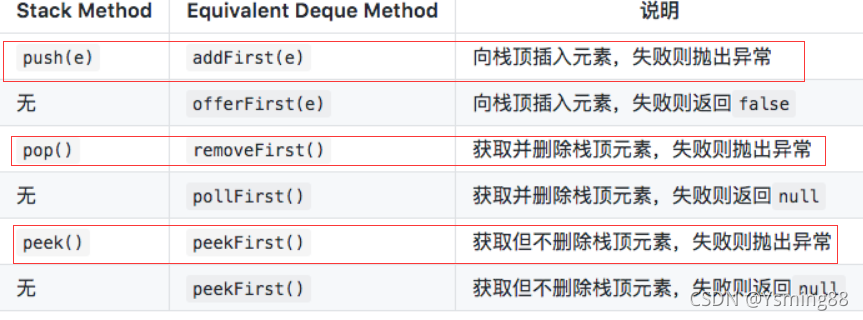 Stack Method Equivalent Deque Method 说明
push(e) addFirst(e) 向栈顶插入元素，失败则抛出异常
无 offerFirst(e) 向栈顶插入元素，失败则返回 false
pop() removeFirst() 获取并删除栈顶元素，失败则抛出异常
无 pollFirst() 获取并删除栈顶元素，失败则返回 null
peek() peekFirst() 获取但不删除栈顶元素，失败则抛出异常
无 peekFirst() 获取但不删除栈顶元素，失败则返回 null
CSDN @Ysming88